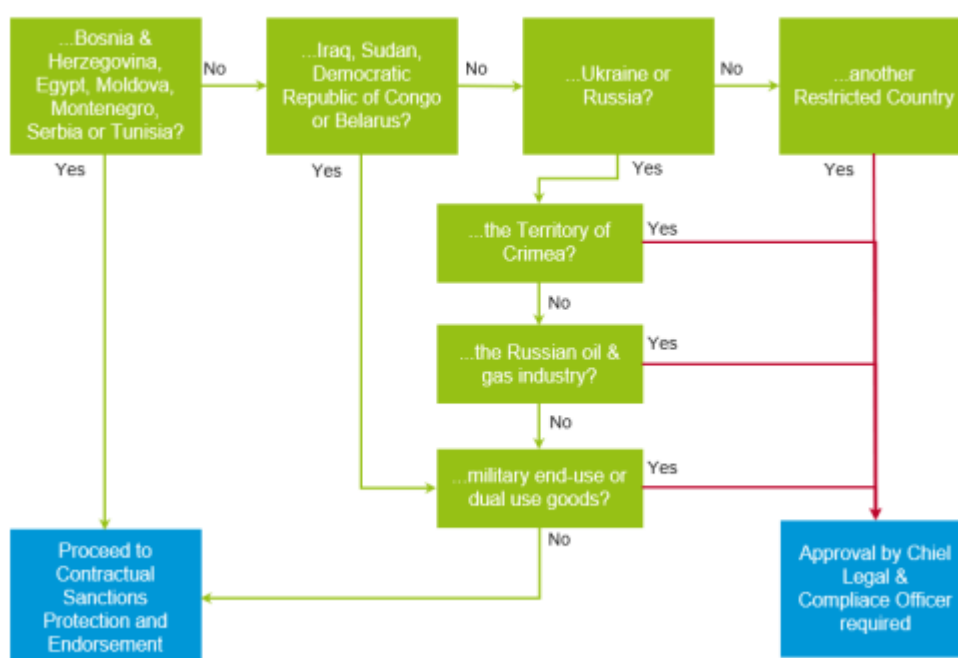 ...Bosnia &
Herzegovina,
Egypt, Moldova,
Montenegro,
Serbia or Tunisia?
No
...Iraq, Sudan,
Democratic
Republic of Congo
or Belarus?
No
...Ukraine or
Russia?
No
...another
Restricted Country
Yes
Yes
Yes
Yes
...the Territory of
Crimea?
Yes
No
...the Russian oil &
gas industry?
Yes
No
...military end-use or
dual use goods?
Yes
No
Proceed to
Contractual
Sanctions
Protection and
Endorsement
Approval by Chiel
Legal &
Compliace Officer
required